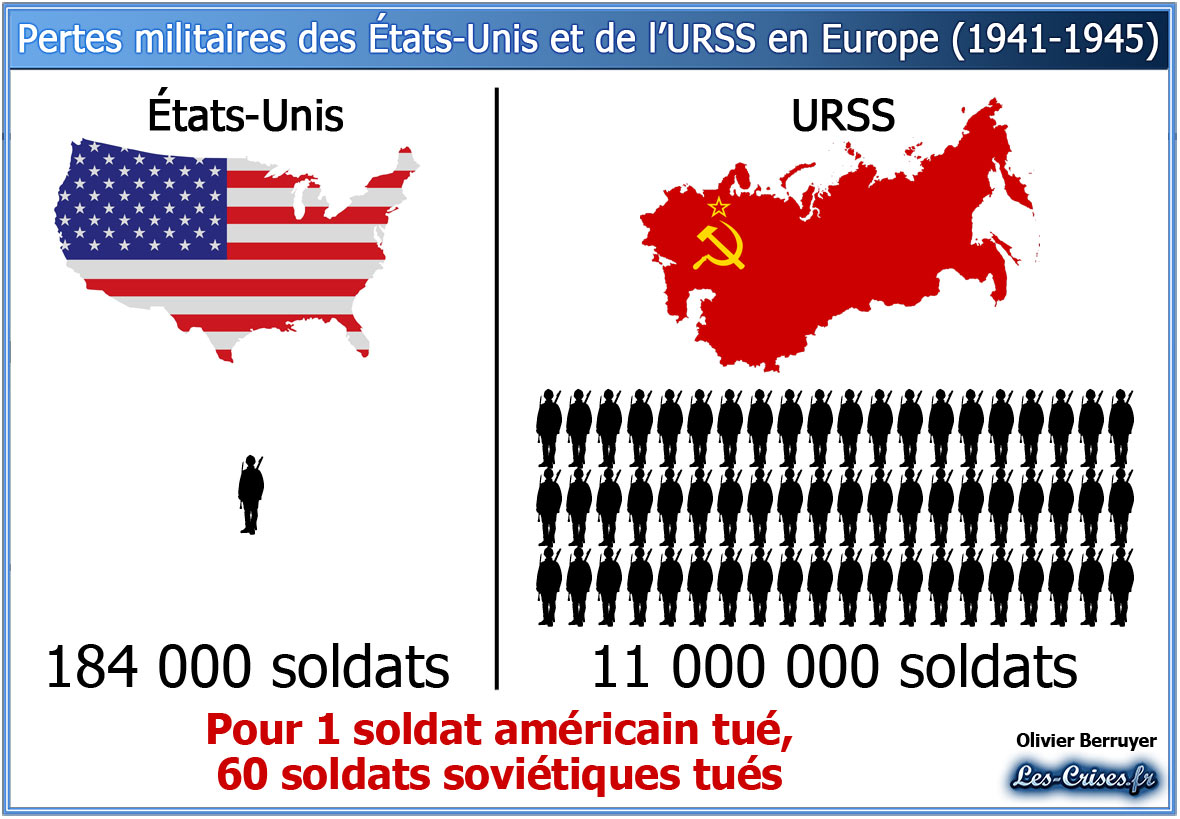 Pertes militaires des États-Unis et de l'URSS en Europe (1941-1945)
États-Unis
URSS
184 000 soldats
11 000 000 soldats
Pour 1 soldat américain tué,
60 soldats soviétiques tués
Olivier Berruyer
Les-Crises.fr